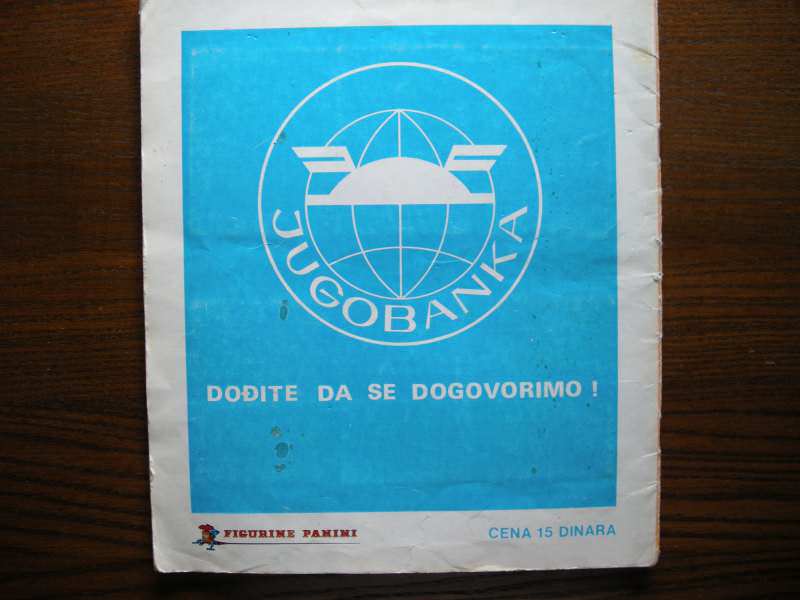 JUGOBANKA
DOĐITE DA SE DOGOVORIMO !
FIGURINE PANINI
CENA 15 DINARA